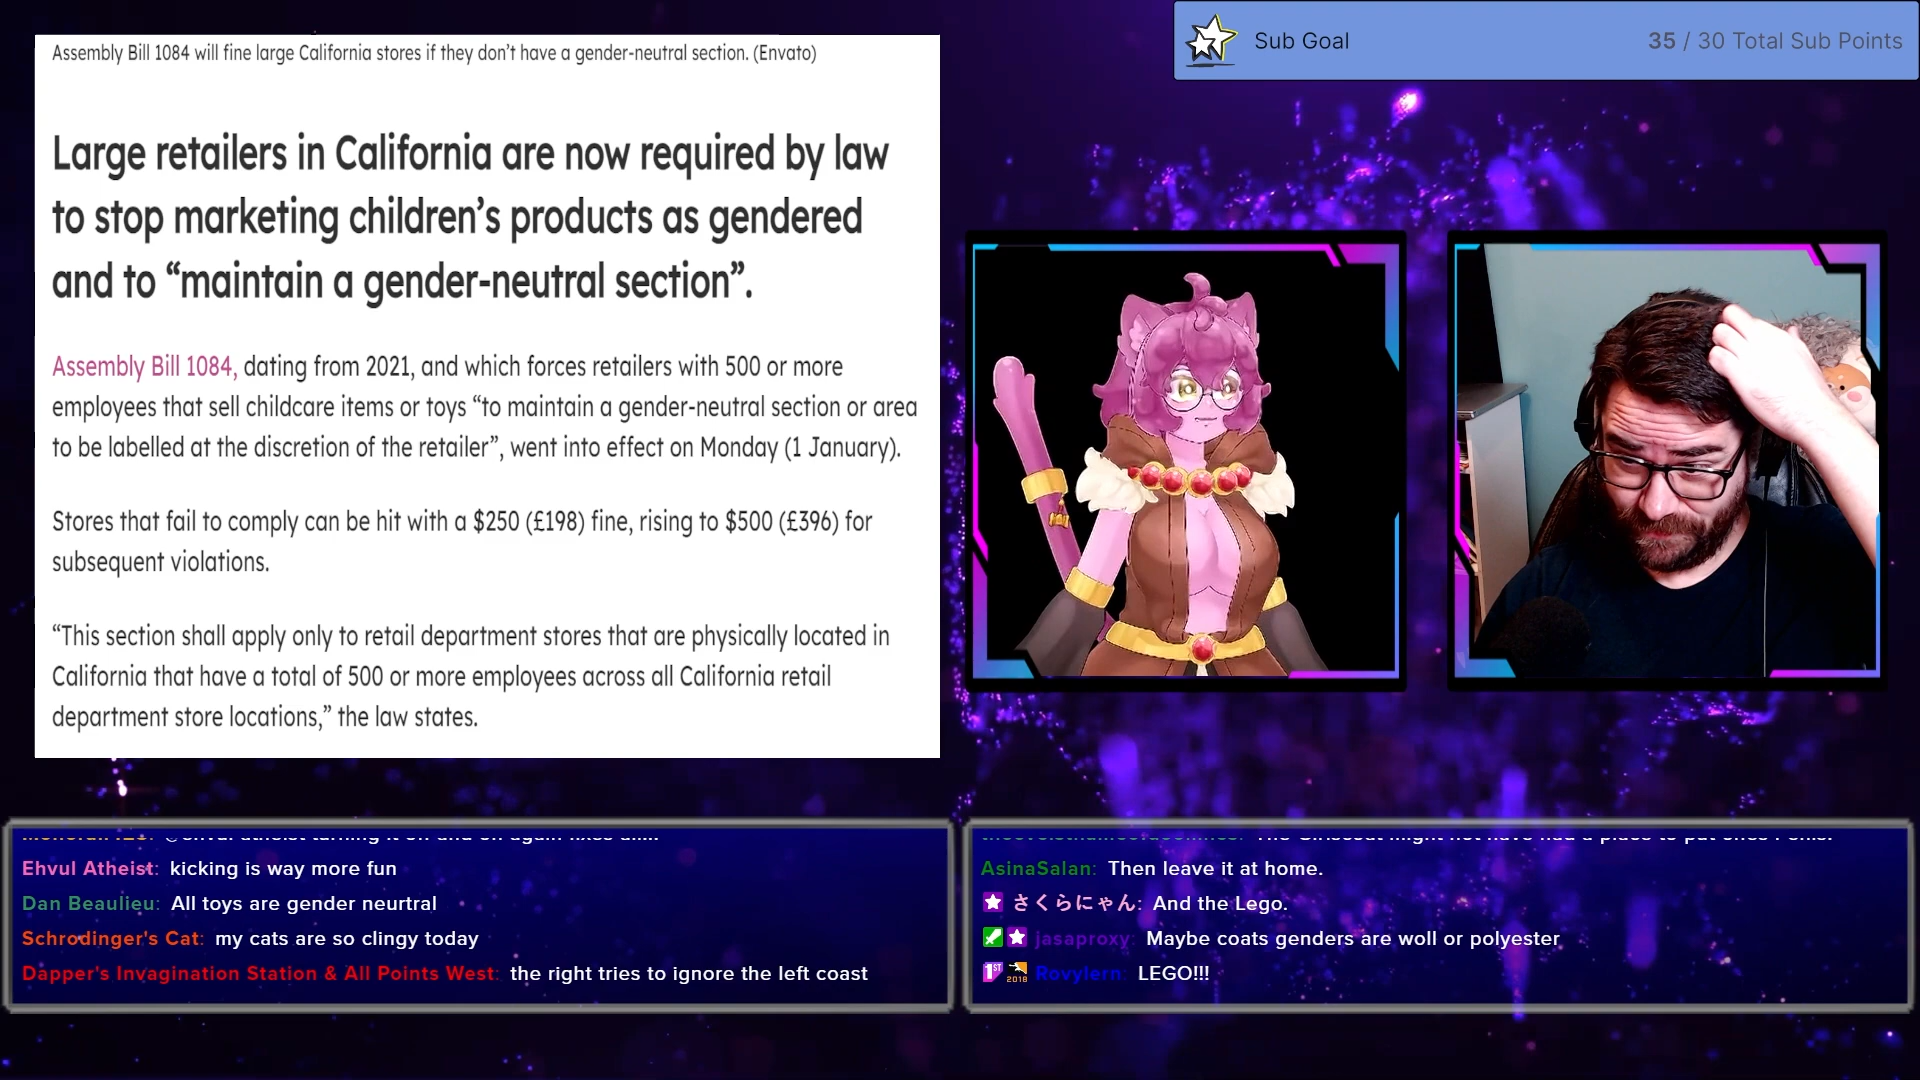 Assembly Bill 1084 will fine large California stores if they don’t have a gender-neutral section. (Envato)
Large retailers in California are now required by law
to stop marketing children’s products as gendered
and to “maintain a gender-neutral section”.
Assembly Bill 1084, dating from 2021, and which forces retailers with 500 or more
employees that sell childcare items or toys “to maintain a gender-neutral section or area
to be labelled at the discretion of the retailer”, went into effect on Monday (1 January).
Stores that fail to comply can be hit with a $250 (£198) fine, rising to $500 (£396) for
subsequent violations.
“This section shall apply only to retail department stores that are physically located in
California that have a total of 500 or more employees across all California retail
department store locations,” the law states.
Sub Goal
35 / 30 Total Sub Points
Ehvul Atheist: kicking is way more fun
Dan Beaulieu: All toys are gender neurtral
Schrodinger's Cat: my cats are so clingy today
Dapper's Invagination Station & All Points West: the right tries to ignore the left coast
AsinaSalan: Then leave it at home.
さくらにゃん: And the Lego.
jasaproxy: Maybe coats genders are woll or polyester
1ST 2018 Rovylern: LEGO!!!